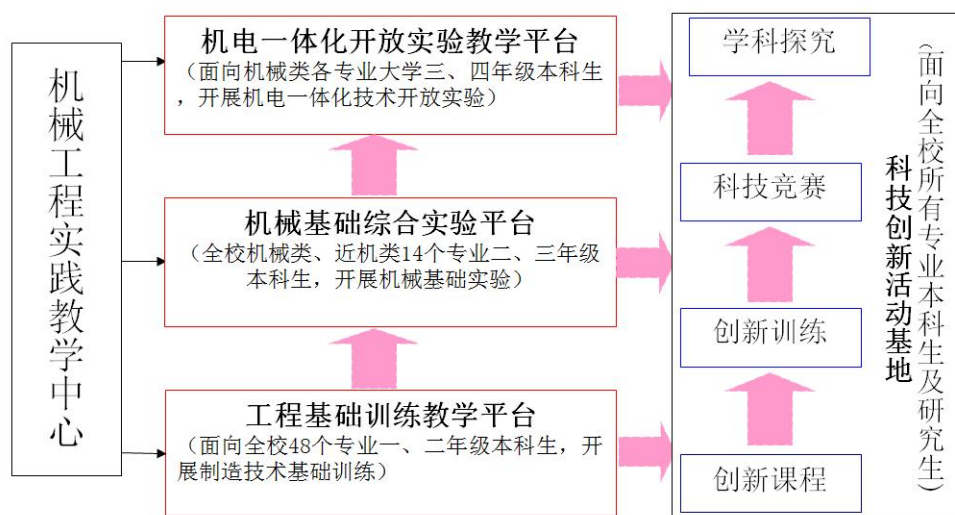 机械工程实践教学中心
机电一体化开放实验教学平台
（面向机械类各专业大学三、四年级本科生
，开展机电一体化技术开放实验）
机械基础综合实验平台
（全校机械类、近机类14个专业二、三年级
本科生，开展机械基础实验）
工程基础训练教学平台
（面向全校48个专业一、二年级本科生，开
展制造技术基础训练）
学科探究
科技竞赛
创新训练
创新课程
科技创新活动基地
（面向全校所有专业本科生及研究生）